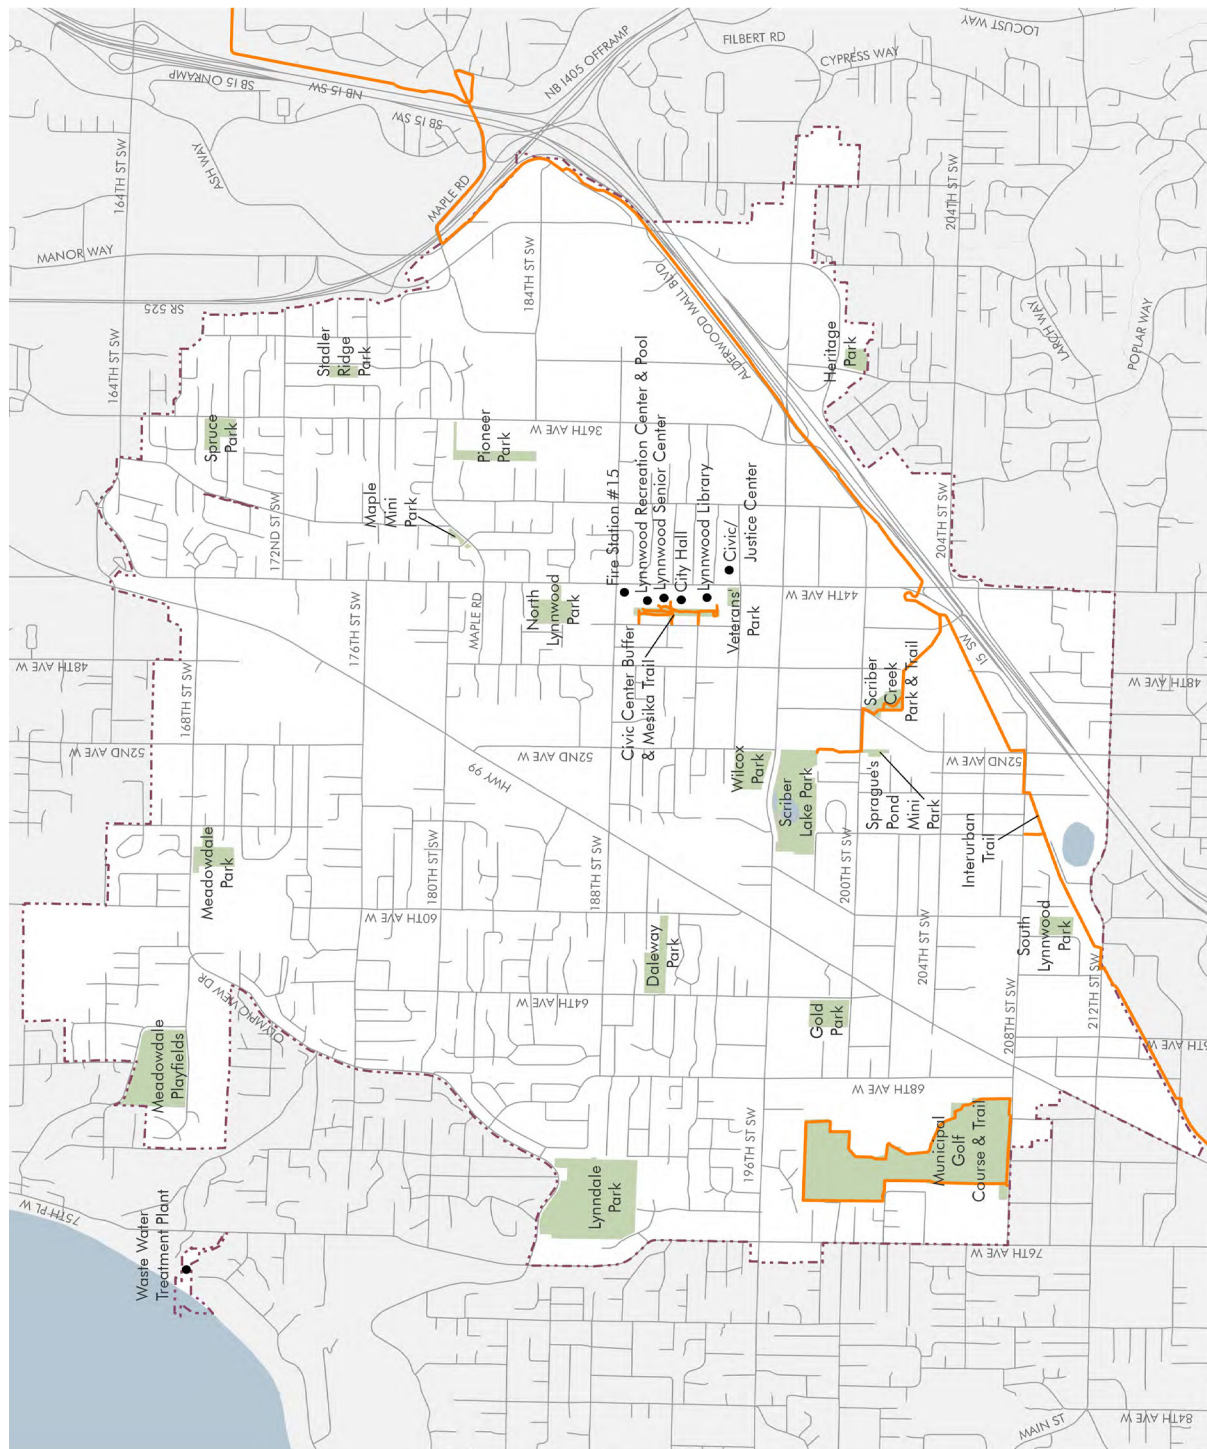 LOCUST WAY
FILBERT RD
CYPRESS WAY
NB I405 OFFRAMP
SB I5 ONRAMP
NB I5 SW
SB I5 SW
164TH ST SW
ASH WAY
MAPLE RD
204TH ST SW
MANOR WAY
184TH ST SW
ALDERWOOD MALL BLVD
SR 525
LARCH WAY
POPLAR WAY
164TH ST SW
Stadler
Ridge
Park
Heritage
Park
Spruce
Park
36TH AVE W
Pioneer
Park
Maple
Mini
Park
172ND ST SW
Fire Station #15
Lynnwood Recreation Center & Pool
Lynnwood Senior Center
City Hall
Lynnwood Library
Civic/
Justice Center
204TH ST SW
44TH AVE W
North
Lynnwood
Park
Veterans'
Park
176TH ST SW
MAPLE RD
I5 SW
48TH AVE W
168TH ST SW
Civic Center Buffer
& Mesika Trail
Scriber
Creek
Park & Trail
48TH AVE W
52ND AVE W
52ND AVE W
HWY 99
Wilcox
Park
Scriber
Lake Park
52ND AVE W
Sprague's
Pond
Mini
Park
Interurban
Trail
Meadowdale
Park
180TH ST SW
188TH ST SW
200TH ST SW
60TH AVE W
Daleway
Park
204TH ST SW
South
Lynnwood
Park
OLYMPIC VIEW DR
64TH AVE W
Gold
Park
208TH ST SW
212TH ST SW
Meadowdale
Playfields
68TH AVE W
196TH ST SW
Municipal
Golf
Course & Trail
Lynndale
Park
75TH PL W
Waste Water
Treatment Plant
76TH AVE W
MAIN ST
84TH AVE W